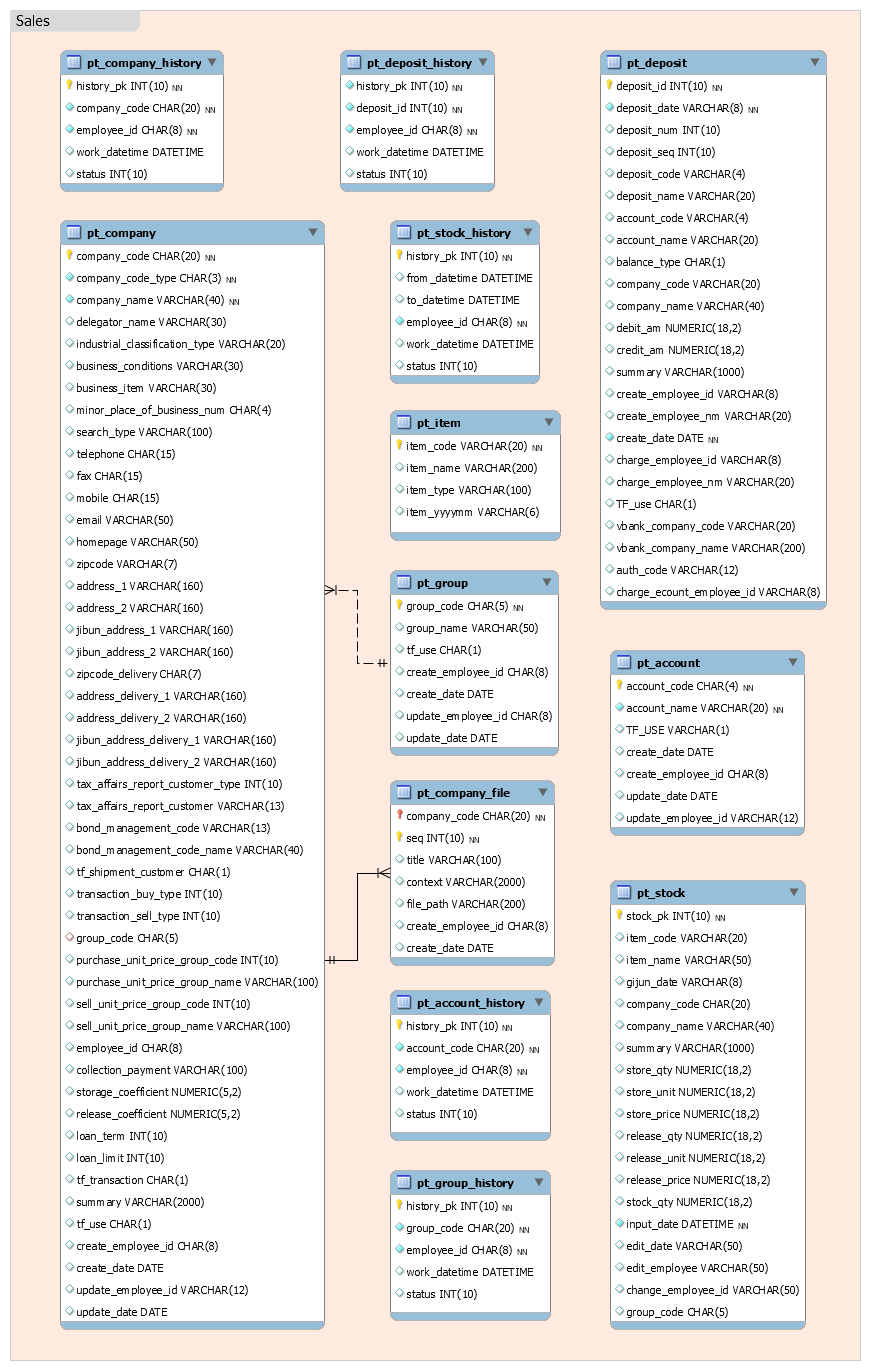 Sales
pt_company_history
history_pk INT(10) NN
company_code CHAR(20) NN
employee_id CHAR(8) NN
work_datetime DATETIME
status INT(10)
pt_deposit_history
history_pk INT(10) NN
deposit_id INT(10) NN
employee_id CHAR(8) NN
work_datetime DATETIME
status INT(10)
pt_deposit
deposit_id INT(10) NN
deposit_date VARCHAR(8) NN
deposit_num INT(10)
deposit_seq INT(10)
deposit_code VARCHAR(4)
deposit_name VARCHAR(20)
account_code VARCHAR(4)
account_name VARCHAR(20)
balance_type CHAR(1)
company_code VARCHAR(20)
company_name VARCHAR(40)
debit_am NUMERIC(18,2)
credit_am NUMERIC(18,2)
summary VARCHAR(1000)
create_employee_id VARCHAR(8)
create_employee_nm VARCHAR(20)
create_date DATE NN
charge_employee_id VARCHAR(8)
charge_employee_nm VARCHAR(20)
TF_use CHAR(1)
vbank_company_code VARCHAR(20)
vbank_company_name VARCHAR(200)
auth_code VARCHAR(12)
charge_ecount_employee_id VARCHAR(8)
pt_company
company_code CHAR(20) NN
company_code_type CHAR(3) NN
company_name VARCHAR(40) NN
delegator_name VARCHAR(30)
industrial_classification_type VARCHAR(20)
business_conditions VARCHAR(30)
business_item VARCHAR(30)
minor_place_of_business_num CHAR(4)
search_type VARCHAR(100)
telephone CHAR(15)
fax CHAR(15)
mobile CHAR(15)
email VARCHAR(50)
homepage VARCHAR(50)
zipcode VARCHAR(7)
address_1 VARCHAR(160)
address_2 VARCHAR(160)
jibun_address_1 VARCHAR(160)
jibun_address_2 VARCHAR(160)
zipcode_delivery CHAR(7)
address_delivery_1 VARCHAR(160)
address_delivery_2 VARCHAR(160)
jibun_address_delivery_1 VARCHAR(160)
jibun_address_delivery_2 VARCHAR(160)
tax_affairs_report_customer_type INT(10)
tax_affairs_report_customer VARCHAR(13)
bond_management_code VARCHAR(13)
bond_management_code_name VARCHAR(40)
tf_shipment_customer CHAR(1)
transaction_buy_type INT(10)
transaction_sell_type INT(10)
group_code CHAR(5)
purchase_unit_price_group_code INT(10)
purchase_unit_price_group_name VARCHAR(100)
sell_unit_price_group_code INT(10)
sell_unit_price_group_name VARCHAR(100)
employee_id CHAR(8)
collection_payment VARCHAR(100)
storage_coefficient NUMERIC(5,2)
release_coefficient NUMERIC(5,2)
loan_term INT(10)
loan_limit INT(10)
tf_transaction CHAR(1)
summary VARCHAR(2000)
tf_use CHAR(1)
create_employee_id CHAR(8)
create_date DATE
update_employee_id VARCHAR(12)
update_date DATE
pt_stock_history
history_pk INT(10) NN
from_datetime DATETIME
to_datetime DATETIME
employee_id CHAR(8) NN
work_datetime DATETIME
status INT(10)
pt_item
item_code VARCHAR(20) NN
item_name VARCHAR(200)
item_type VARCHAR(100)
item_yyyymm VARCHAR(6)
pt_group
group_code CHAR(5) NN
group_name VARCHAR(50)
tf_use CHAR(1)
create_employee_id CHAR(8)
create_date DATE
update_employee_id CHAR(8)
update_date DATE
pt_company_file
company_code CHAR(20) NN
seq INT(10) NN
title VARCHAR(100)
context VARCHAR(2000)
file_path VARCHAR(200)
create_employee_id CHAR(8)
create_date DATE
pt_account_history
history_pk INT(10) NN
account_code CHAR(20) NN
employee_id CHAR(8) NN
work_datetime DATETIME
status INT(10)
pt_group_history
history_pk INT(10) NN
group_code CHAR(20) NN
employee_id CHAR(8) NN
work_datetime DATETIME
status INT(10)
pt_account
account_code CHAR(4) NN
account_name VARCHAR(20) NN
TF_USE VARCHAR(1)
create_date DATE
create_employee_id CHAR(8)
update_date DATE
update_employee_id VARCHAR(12)
pt_stock
stock_pk INT(10) NN
item_code VARCHAR(20)
item_name VARCHAR(50)
gijun_date VARCHAR(8)
company_code CHAR(20)
company_name VARCHAR(40)
summary VARCHAR(1000)
store_qty NUMERIC(18,2)
store_unit NUMERIC(18,2)
store_price NUMERIC(18,2)
release_qty NUMERIC(18,2)
release_unit NUMERIC(18,2)
release_price NUMERIC(18,2)
stock_qty NUMERIC(18,2)
input_date DATETIME NN
edit_date VARCHAR(50)
edit_employee VARCHAR(50)
change_employee_id VARCHAR(50)
group_code CHAR(5)